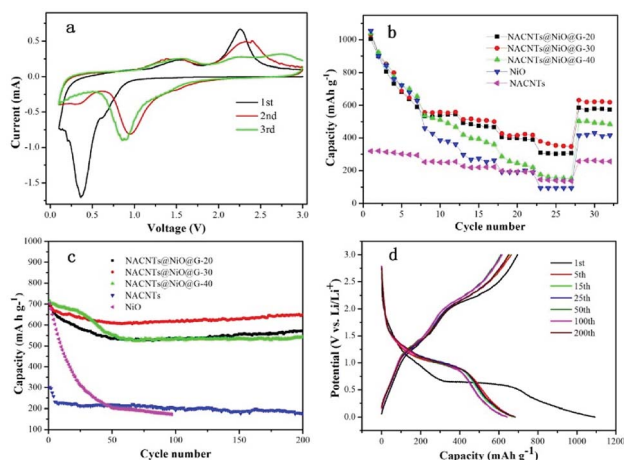 a
1.0
0.5
0.0
-0.5
-1.0
-1.5
Current (mA)
1st
2nd
3rd
0.0 0.5 1.0 1.5 2.0 2.5 3.0
Voltage (V)
b
NACNTs@NiO@G-20
NACNTs@NiO@G-30
NACNTs@NiO@G-40
NiO
NACNTs
1000
800
600
400
200
0
Capacity (mAh g-1)
0 5 10 15 20 25 30
Cycle number
c
NACNTs@NiO@G-20
NACNTs@NiO@G-30
NACNTs@NiO@G-40
NACNTs
NiO
1000
900
800
700
600
500
400
300
200
100
Capacity (mA h g-1)
0 50 100 150 200
Cycle number
d
1st
5th
15th
25th
50th
100th
200th
3.0
2.5
2.0
1.5
1.0
0.5
0.0
Potential (V vs. Li/Li+)
0 200 400 600 800 1000 1200
Capacity (mAh g-1)